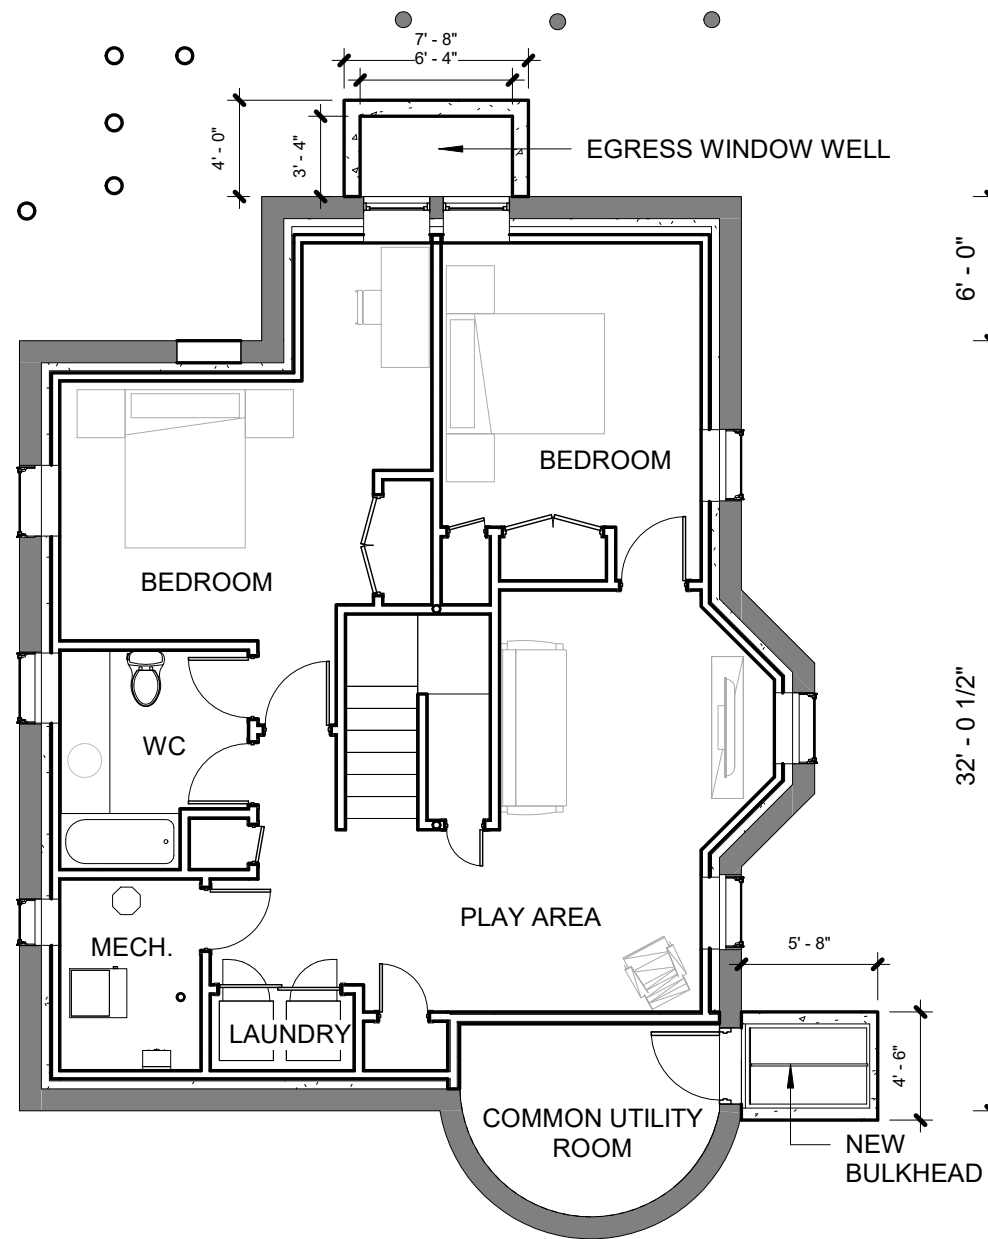 7' - 8"
6' - 4"
4' - 0"
3' - 4"
EGRESS WINDOW WELL
6' - 0"
BEDROOM
BEDROOM
32' - 0 1/2"
WC
PLAY AREA
MECH.
5' - 8"
LAUNDRY
4' - 6"
COMMON UTILITY
ROOM
NEW
BULKHEAD